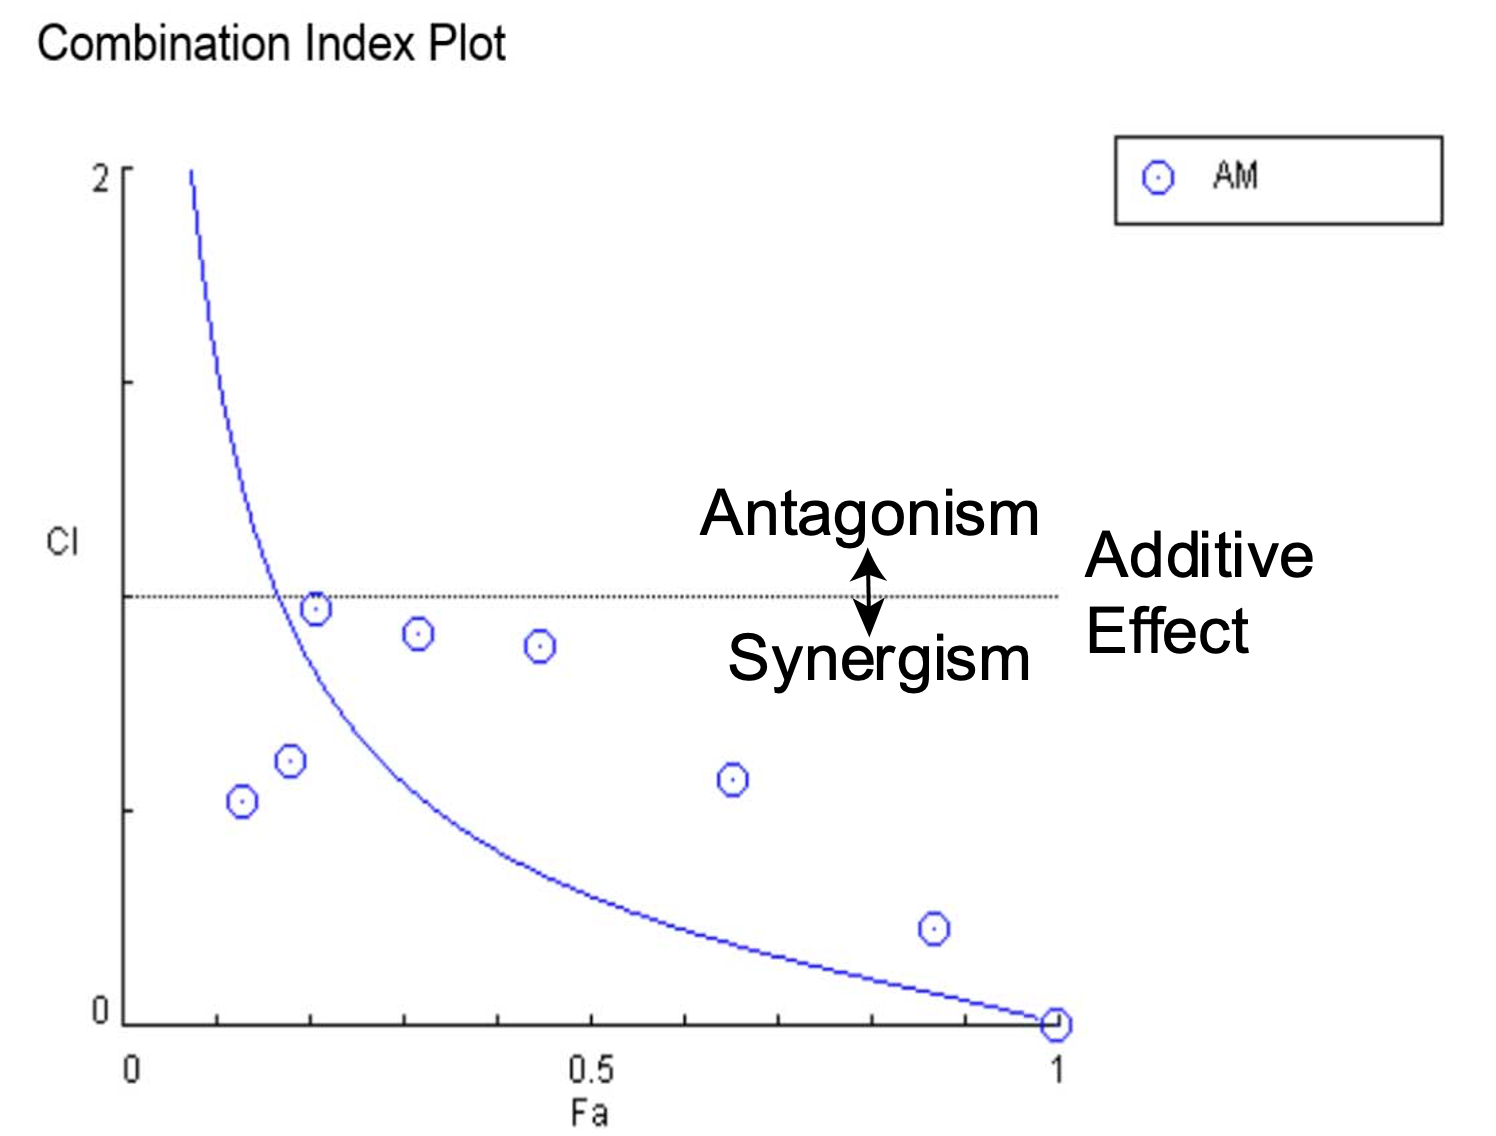 Combination Index Plot
AM
2
CI
Antagonism
Synergism
Additive
Effect
0
0
0.5
1
Fa